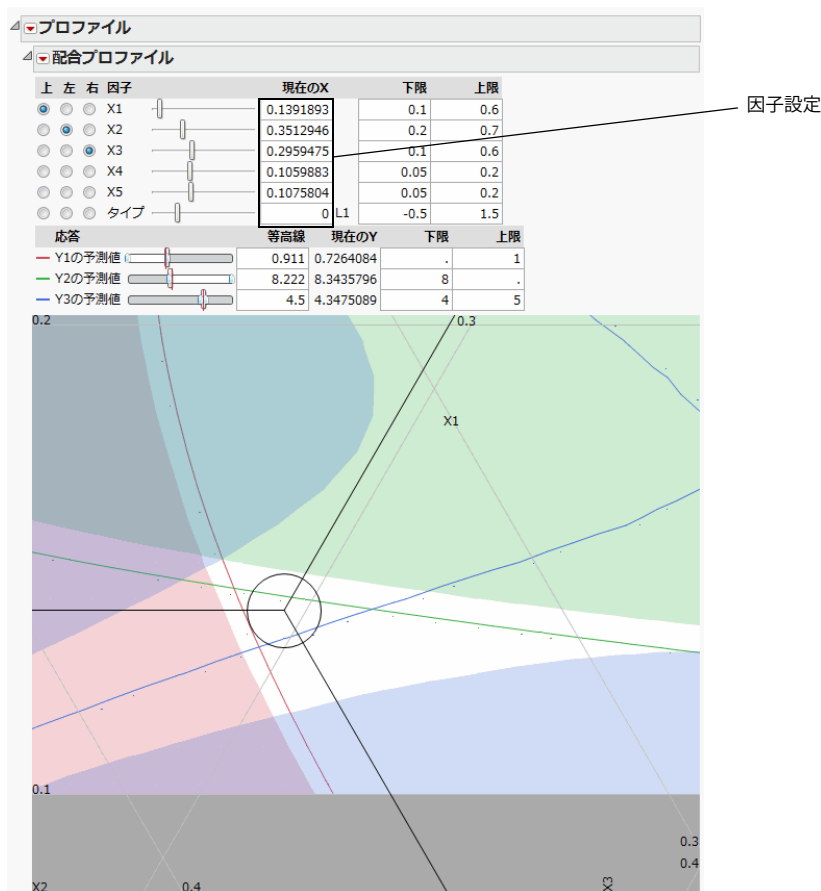 プロファイル
配合プロファイル
上 左 右 因子 現在のX 下限 上限
X1 0.1391893 0.1 0.6
X2 0.3512946 0.2 0.7
X3 0.2959475 0.1 0.6
X4 0.1059883 0.05 0.2
X5 0.1075804 0.05 0.2
タイプ 0 L1 -0.5 1.5
因子設定
応答 等高線 現在のY 下限 上限
Y1の予測値 0.911 0.7264084 . 1
Y2の予測値 8.222 8.3435796 8 .
Y3の予測値 4.5 4.3475089 4 5
0.2
0.3
X1
0.1
0.3
0.4
X2
0.4
X3